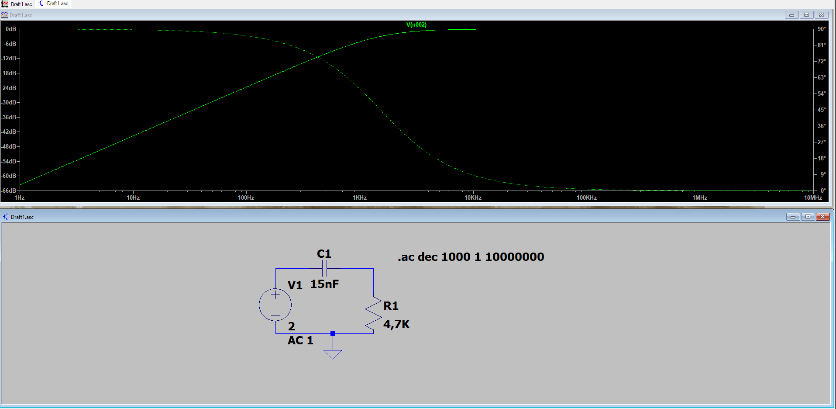 Draft1.asc Draft1.asc
Draft1.asc
V(n002)
0dB
-6dB
-12dB
-18dB
-24dB
-30dB
-36dB
-42dB
-48dB
-54dB
-60dB
-66dB
90°
81°
72°
63°
54°
45°
36°
27°
18°
9°
0°
1Hz 10Hz 100Hz 1KHz 10KHz 100KHz 1MHz 10MHz
Draft1.asc
C1
.ac dec 1000 1 10000000
V1 15nF
R1
4,7K
2
AC 1